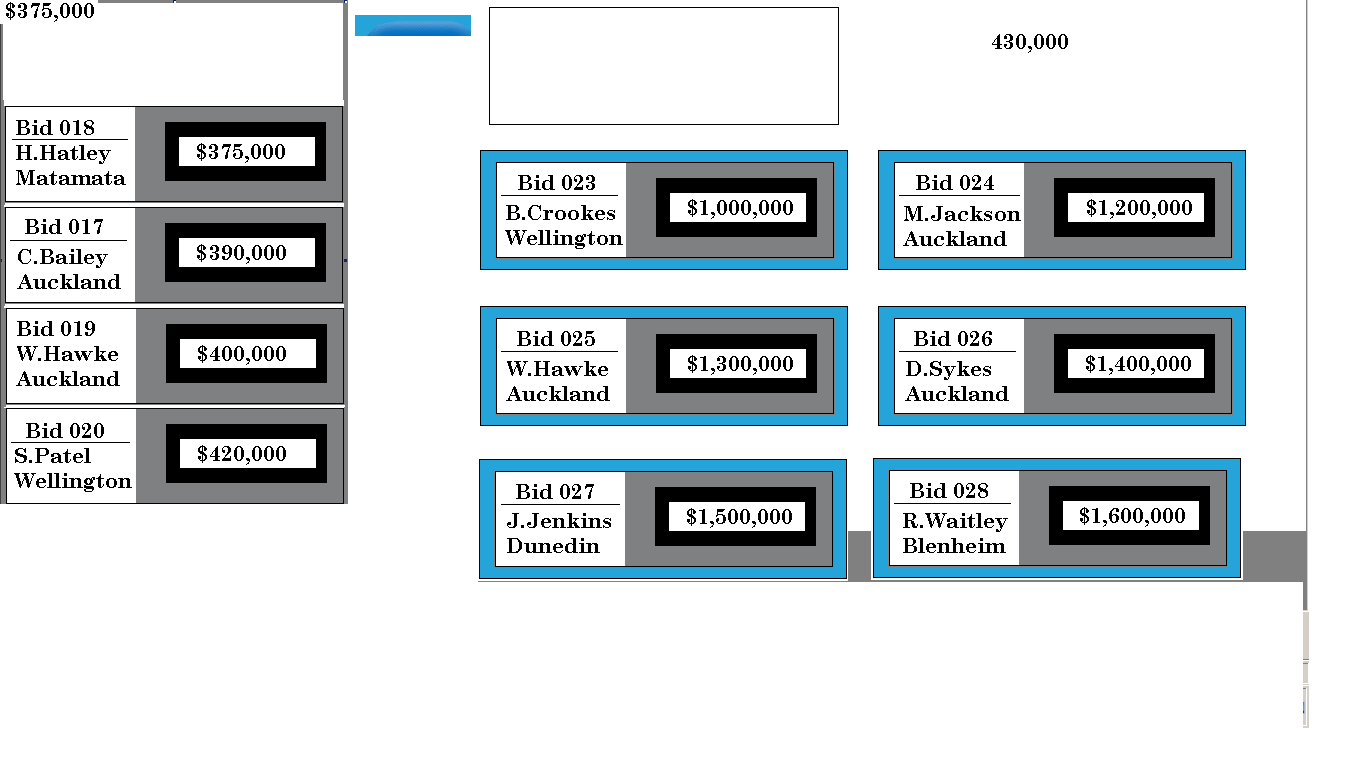 $375,000
430,000
Bid 018
H.Hatley
Matamata
$375,000
Bid 017
C.Bailey
Auckland
$390,000
Bid 019
W.Hawke
Auckland
$400,000
Bid 020
S.Patel
Wellington
$420,000
Bid 023
B.Crookes
Wellington
$1,000,000
Bid 024
M.Jackson
Auckland
$1,200,000
Bid 025
W.Hawke
Auckland
$1,300,000
Bid 026
D.Sykes
Auckland
$1,400,000
Bid 027
J.Jenkins
Dunedin
$1,500,000
Bid 028
R.Waitley
Blenheim
$1,600,000